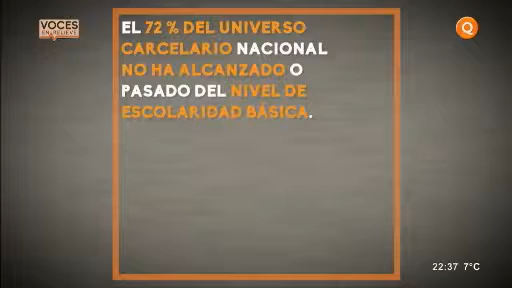 VOCES
EN RELIEVE
Q
EL 72 % DEL UNIVERSO
CARCELARIO NACIONAL
NO HA ALCANZADO O
PASADO DEL NIVEL DE
ESCOLARIDAD BÁSICA.
22:37 7°C